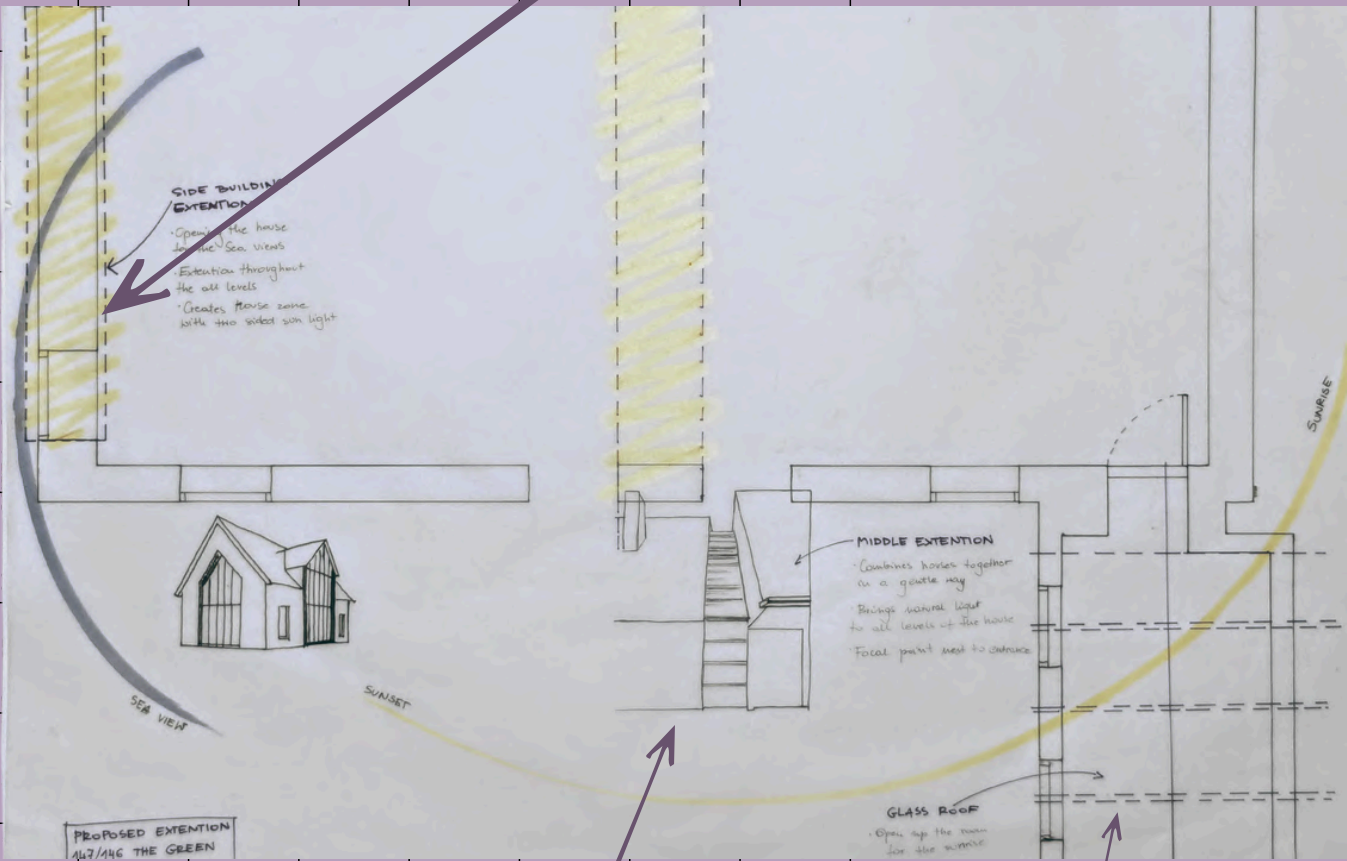 SIDE BUILDING
EXTENTION
· Opening the house
for the Sea views
· Extention throughout
the all levels
· Creates house zone
with two sided sun light
SUNRISE
MIDDLE EXTENTION
· Combines houses together
in a gentle way
· Brings natural light
to all levels of the house
· Focal point next to entrance
SEA VIEW
SUNSET
GLASS ROOF
· Open up the
for the sunrise
PROPOSED EXTENTION
147/146 THE GREEN